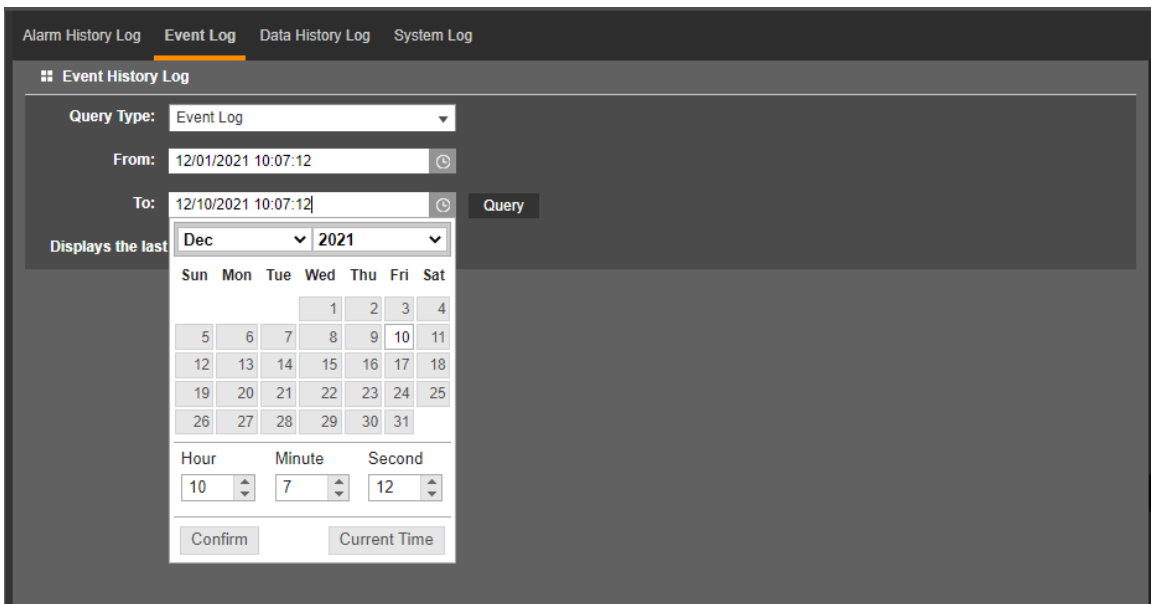 Alarm History Log Event Log Data History Log System Log
Event History Log
Query Type: Event Log
From: 12/01/2021 10:07:12
To: 12/10/2021 10:07:12 Query
Displays the last
Dec 2021
Sun Mon Tue Wed Thu Fri Sat
1 2 3 4
5 6 7 8 9 10 11
12 13 14 15 16 17 18
19 20 21 22 23 24 25
26 27 28 29 30 31
Hour Minute Second
10 7 12
Confirm Current Time